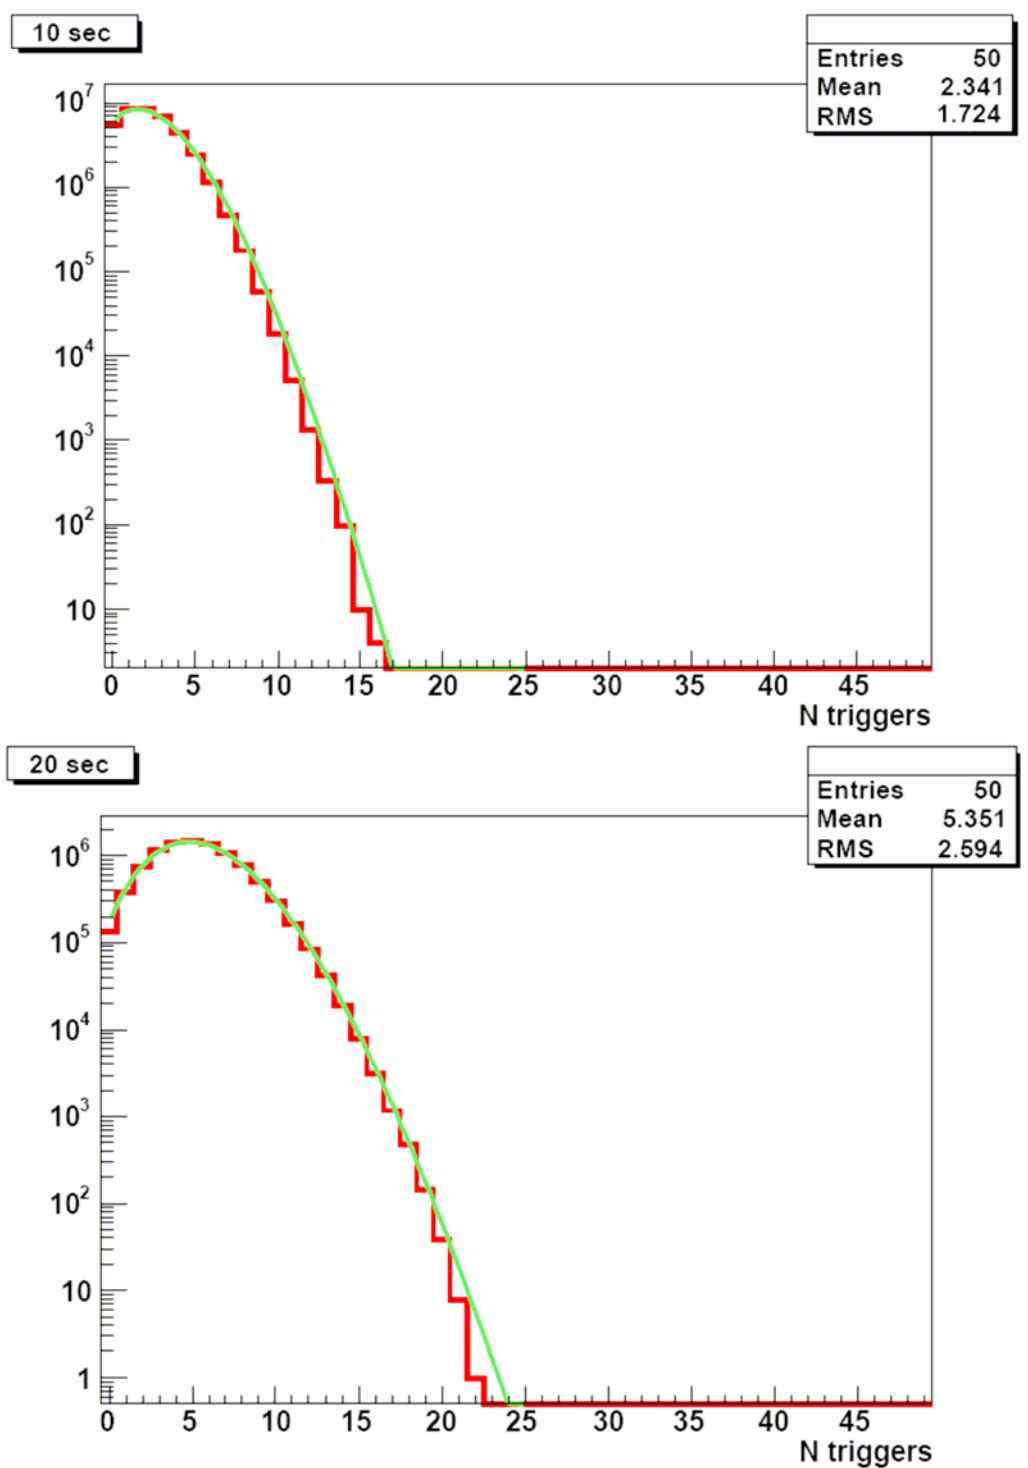 10 sec
Entries 50
Mean 2.341
RMS 1.724
10^7
10^6
10^5
10^4
10^3
10^2
10
0 5 10 15 20 25 30 35 40 45
N triggers
20 sec
Entries 50
Mean 5.351
RMS 2.594
10^6
10^5
10^4
10^3
10^2
10
1
0 5 10 15 20 25 30 35 40 45
N triggers